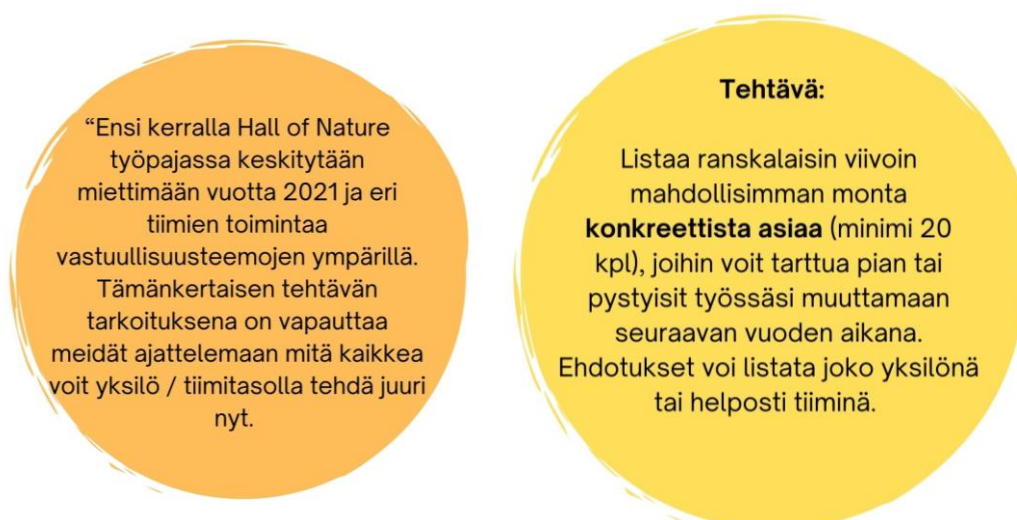 “Ensi kerralla Hall of Nature
työpajassa keskitytään
miettimään vuotta 2021 ja eri
tiimien toimintaa
vastuullisuusteemojen ympärillä.
Tämänkertaisen tehtävän
tarkoituksena on vapauttaa
meidät ajattelemaan mitä kaikkea
voit yksilö / tiimitasolla tehdä juuri
nyt.
Tehtävä:
Listaa ranskalaisin viivoin
mahdollisimman monta
konkreettista asiaa (minimi 20
kpl), joihin voit tarttua pian tai
pystyisit työssäsi muuttamaan
seuraavan vuoden aikana.
Ehdotukset voi listata joko yksilönä
tai helposti tiiminä.